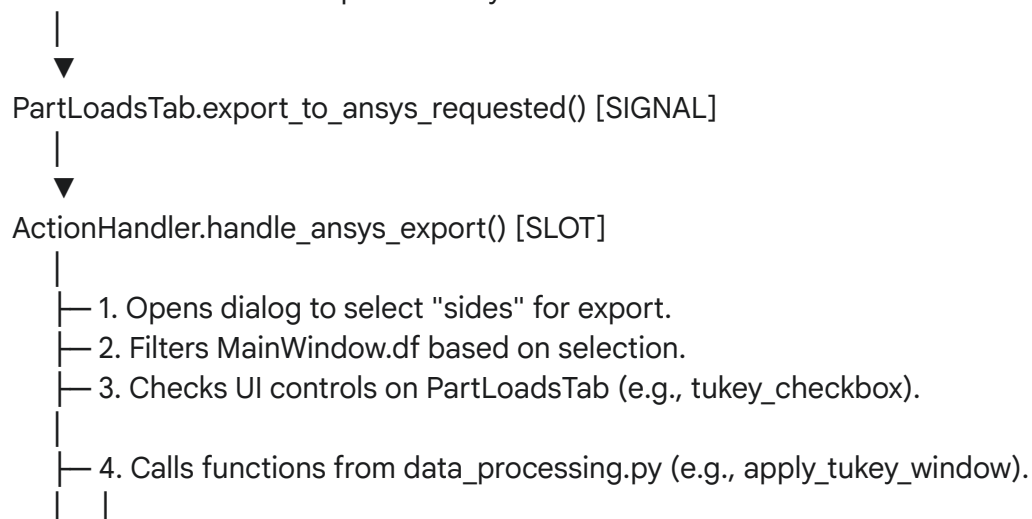 PartLoadsTab.export_to_ansys_requested() [SIGNAL]
ActionHandler.handle_ansys_export() [SLOT]
1. Opens dialog to select "sides" for export.
2. Filters MainWindow.df based on selection.
3. Checks UI controls on PartLoadsTab (e.g., tukey_checkbox).
4. Calls functions from data_processing.py (e.g., apply_tukey_window).